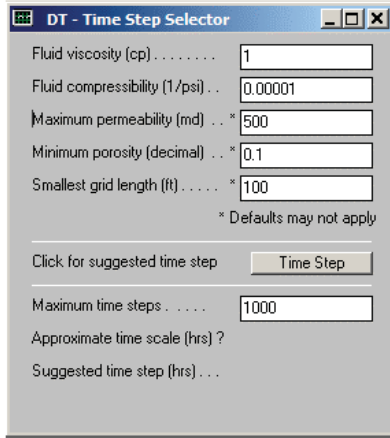 DT - Time Step Selector
Fluid viscosity (cp) . . . . . . . . 1
Fluid compressibility (1/psi) . . 0.00001
Maximum permeability (md) . . * 500
Minimum porosity (decimal) . . * 0.1
Smallest grid length (ft) . . . . . * 100
* Defaults may not apply
Click for suggested time step Time Step
Maximum time steps . . . . . 1000
Approximate time scale (hrs) ?
Suggested time step (hrs) . . .